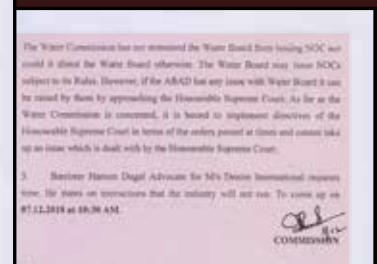 The Water Commission has not restrained the Water Board from issuing NOC nor
could it direct the Water Board otherwise. The Water Board may issue NOCs
subject to its Rules. However, if the ABAD has any issue with Water Board it can
be raised by them by approaching the Honourable Supreme Court. As far as the
Water Commission is concerned, it is bound to implement directives of the
Honourable Supreme Court in terms of the orders passed at times and cannot take
up an issue which is dealt with by the Honourable Supreme Court.
3. Barrister Haroon Dugal Advocate for M/s Denim International requests
time. He states on instructions that the industry will not run. To come up on
07.12.2018 at 10:30 AM.
COMMISSION